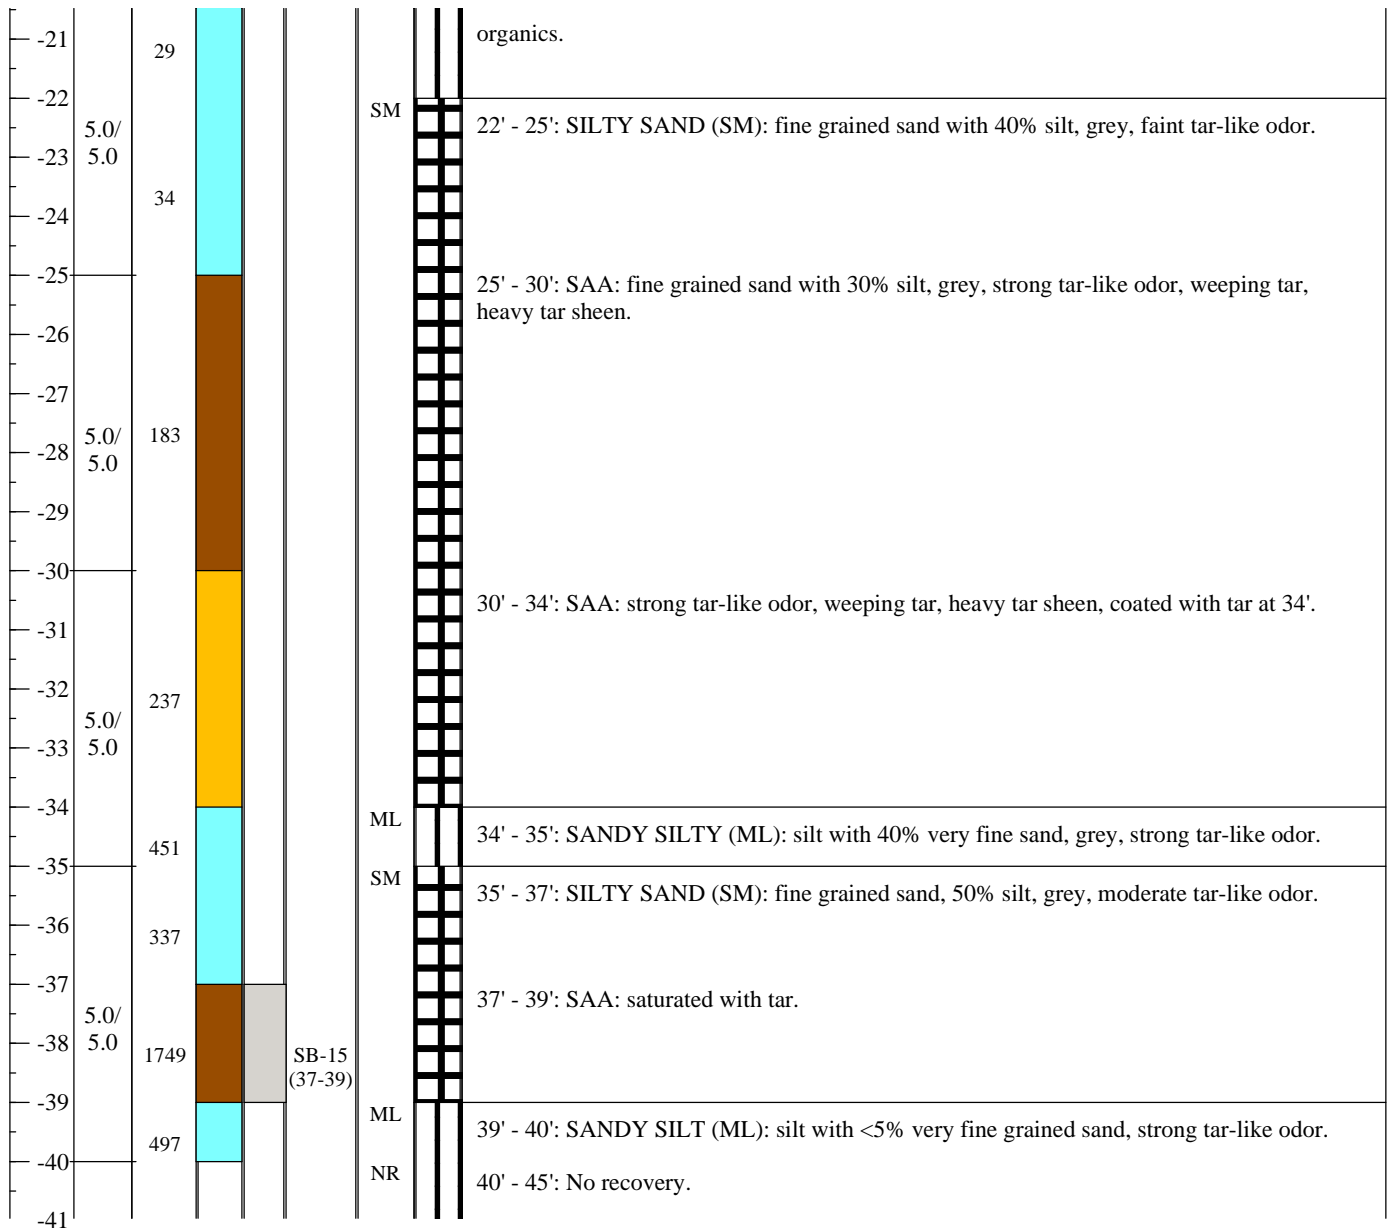 organics.
-21
29
-22
SM
22' - 25': SILTY SAND (SM): fine grained sand with 40% silt, grey, faint tar-like odor.
5.0/
5.0
-23
34
-24
-25
25' - 30': SAA: fine grained sand with 30% silt, grey, strong tar-like odor, weeping tar,
heavy tar sheen.
-26
-27
5.0/
5.0
183
-28
-29
-30
30' - 34': SAA: strong tar-like odor, weeping tar, heavy tar sheen, coated with tar at 34'.
-31
-32
237
5.0/
5.0
-33
-34
ML
34' - 35': SANDY SILTY (ML): silt with 40% very fine sand, grey, strong tar-like odor.
451
-35
SM
35' - 37': SILTY SAND (SM): fine grained sand, 50% silt, grey, moderate tar-like odor.
-36
337
-37
37' - 39': SAA: saturated with tar.
5.0/
5.0
-38
1749
SB-15
(37-39)
-39
ML
39' - 40': SANDY SILT (ML): silt with <5% very fine grained sand, strong tar-like odor.
497
-40
NR
40' - 45': No recovery.
-41